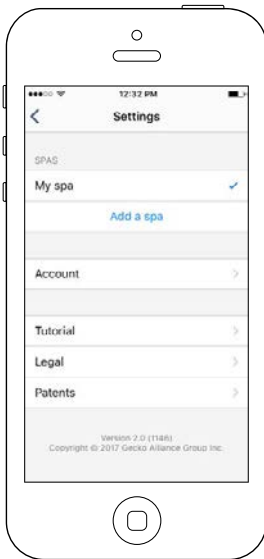 12:32 PM
Settings
SPAS
My spa
Add a spa
Account
Tutorial
Legal
Patents
Version 2.0 (1146)
Copyright © 2017 Gecko Alliance Group Inc.